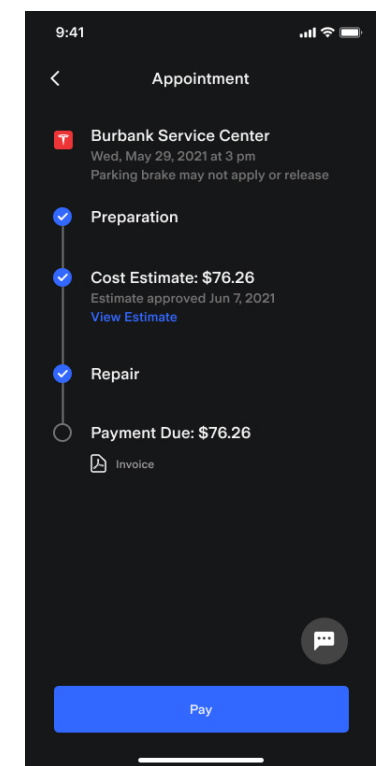 9:41
Appointment
Burbank Service Center
Wed, May 29, 2021 at 3 pm
Parking brake may not apply or release
Preparation
Cost Estimate: $76.26
Estimate approved Jun 7, 2021
View Estimate
Repair
Payment Due: $76.26
Invoice
Pay